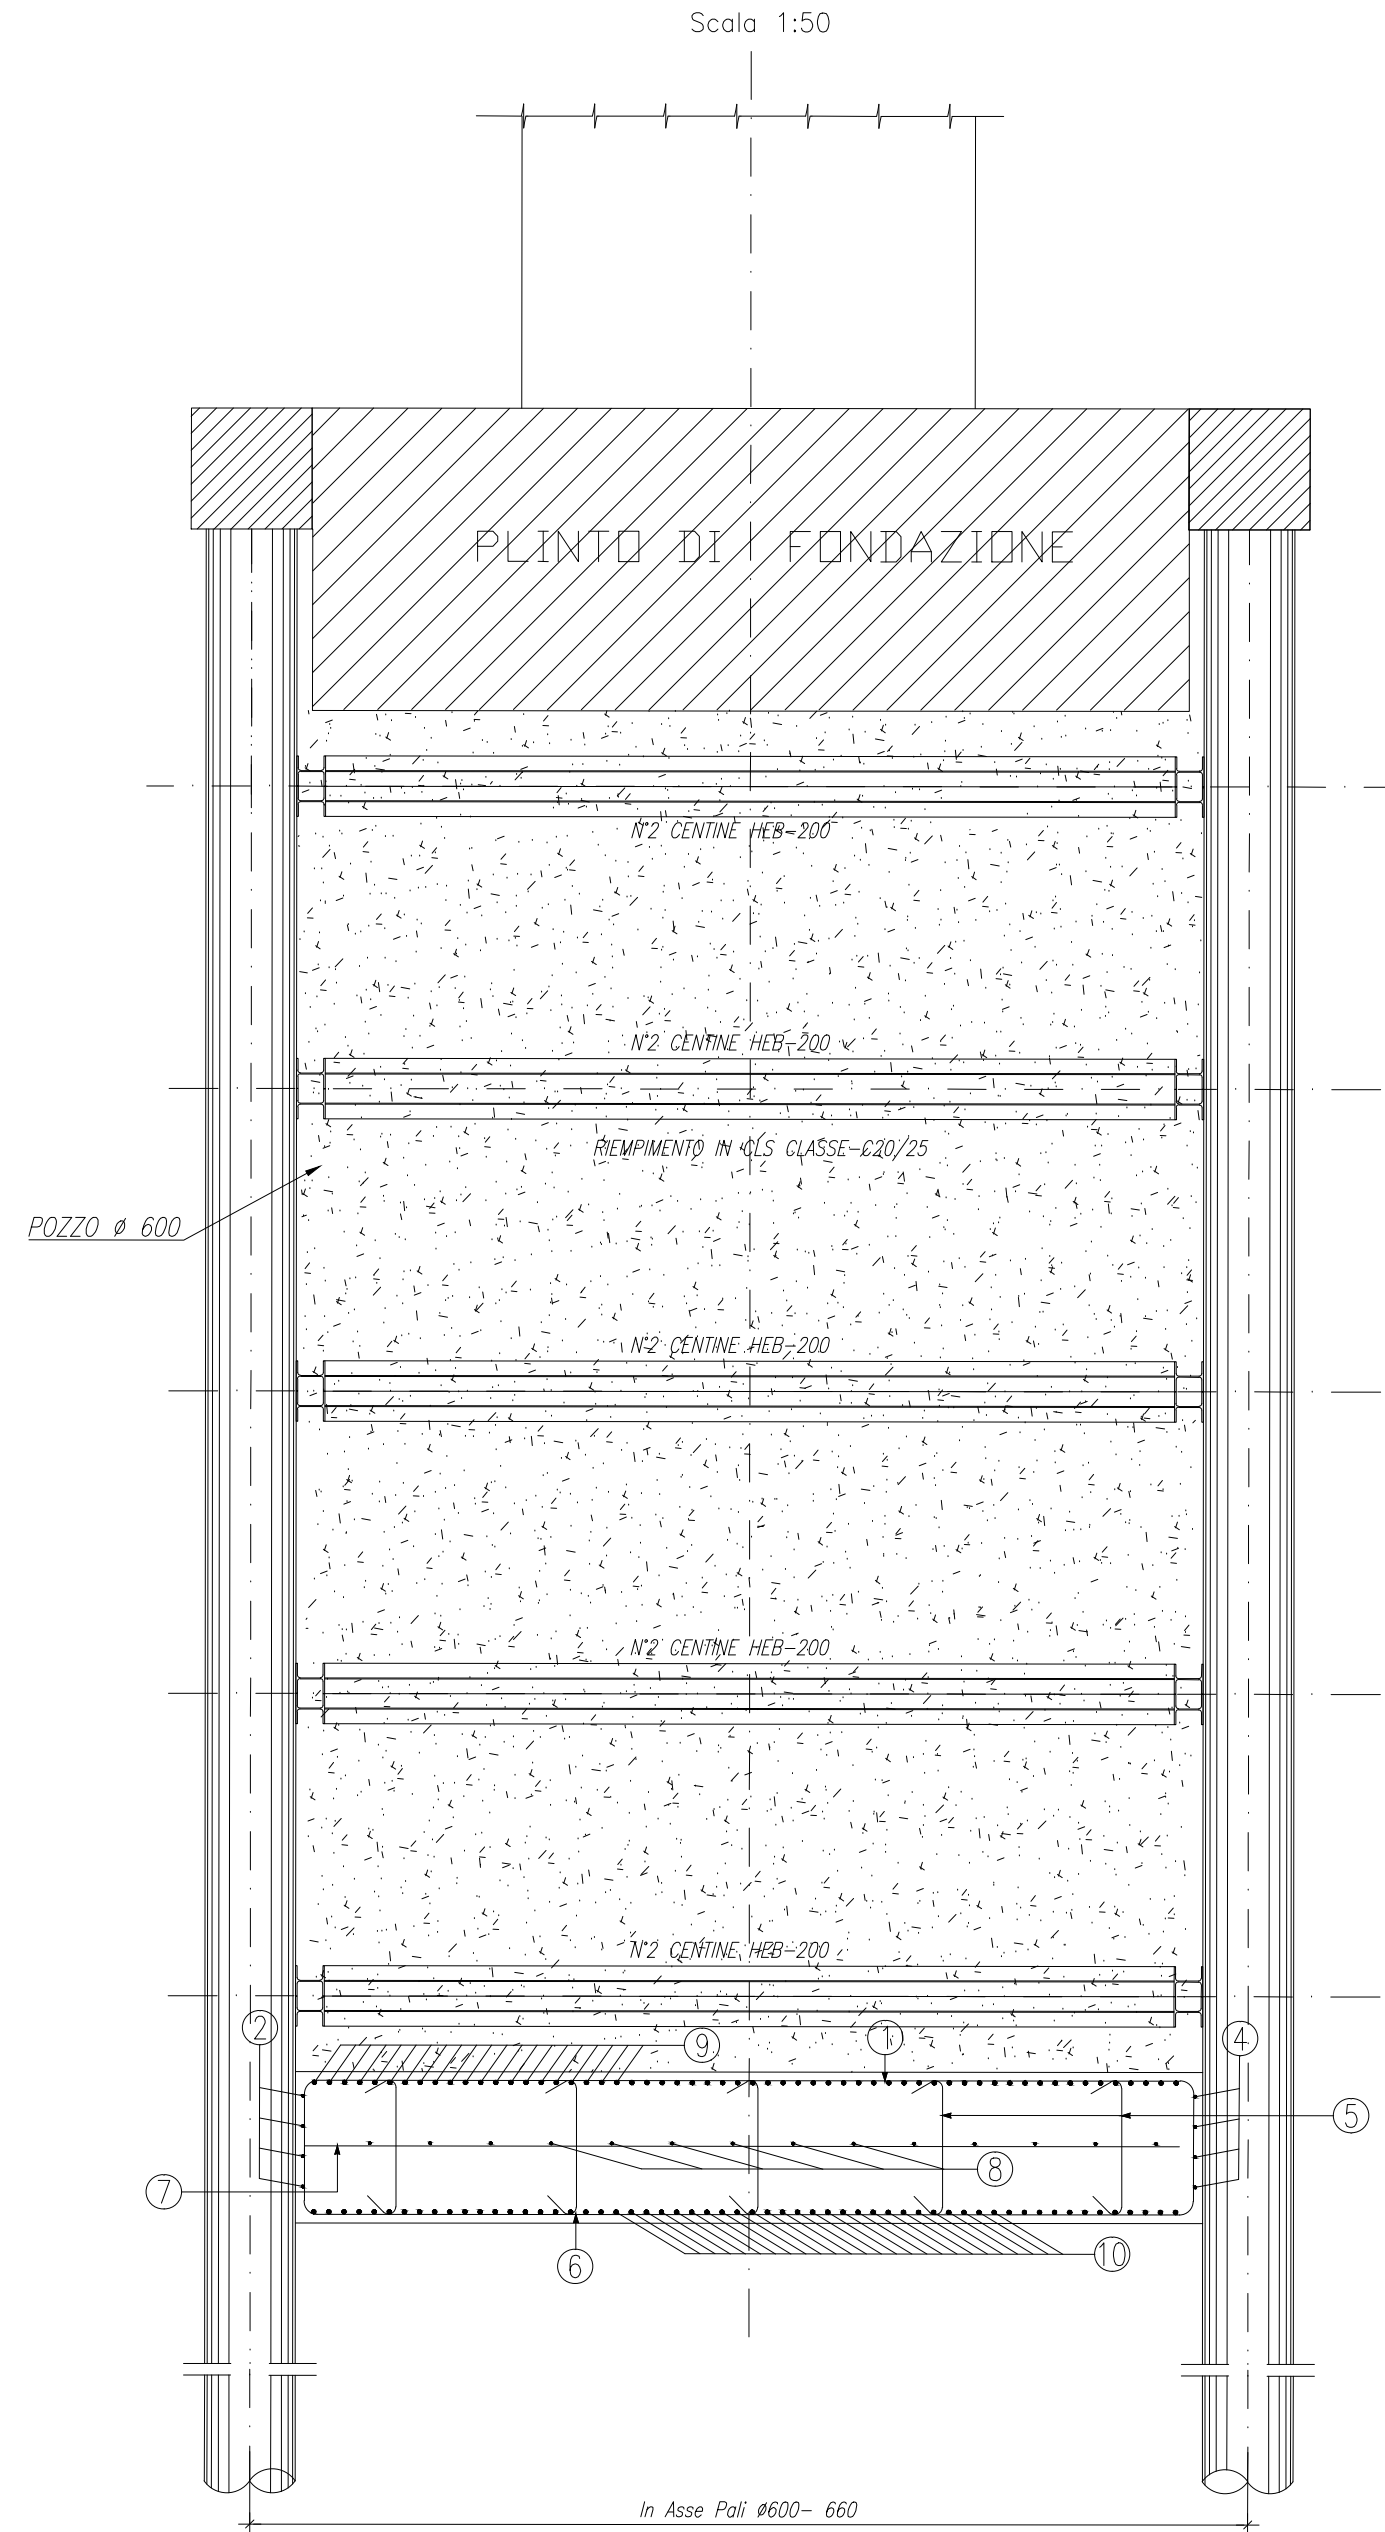 Scala 1:50
PLINTO DI FONDAZIONE
N°2 CENTINE HEB-200
N°2 CENTINE HEB-200
RIEMPIMENTO IN CLS CLASSE-C20/25
POZZO ø 600
N°2 CENTINE HEB-200
N°2 CENTINE HEB-200
N°2 CENTINE HEB-200
2
9
1
4
5
8
7
6
10
In Asse Pali ø600- 660